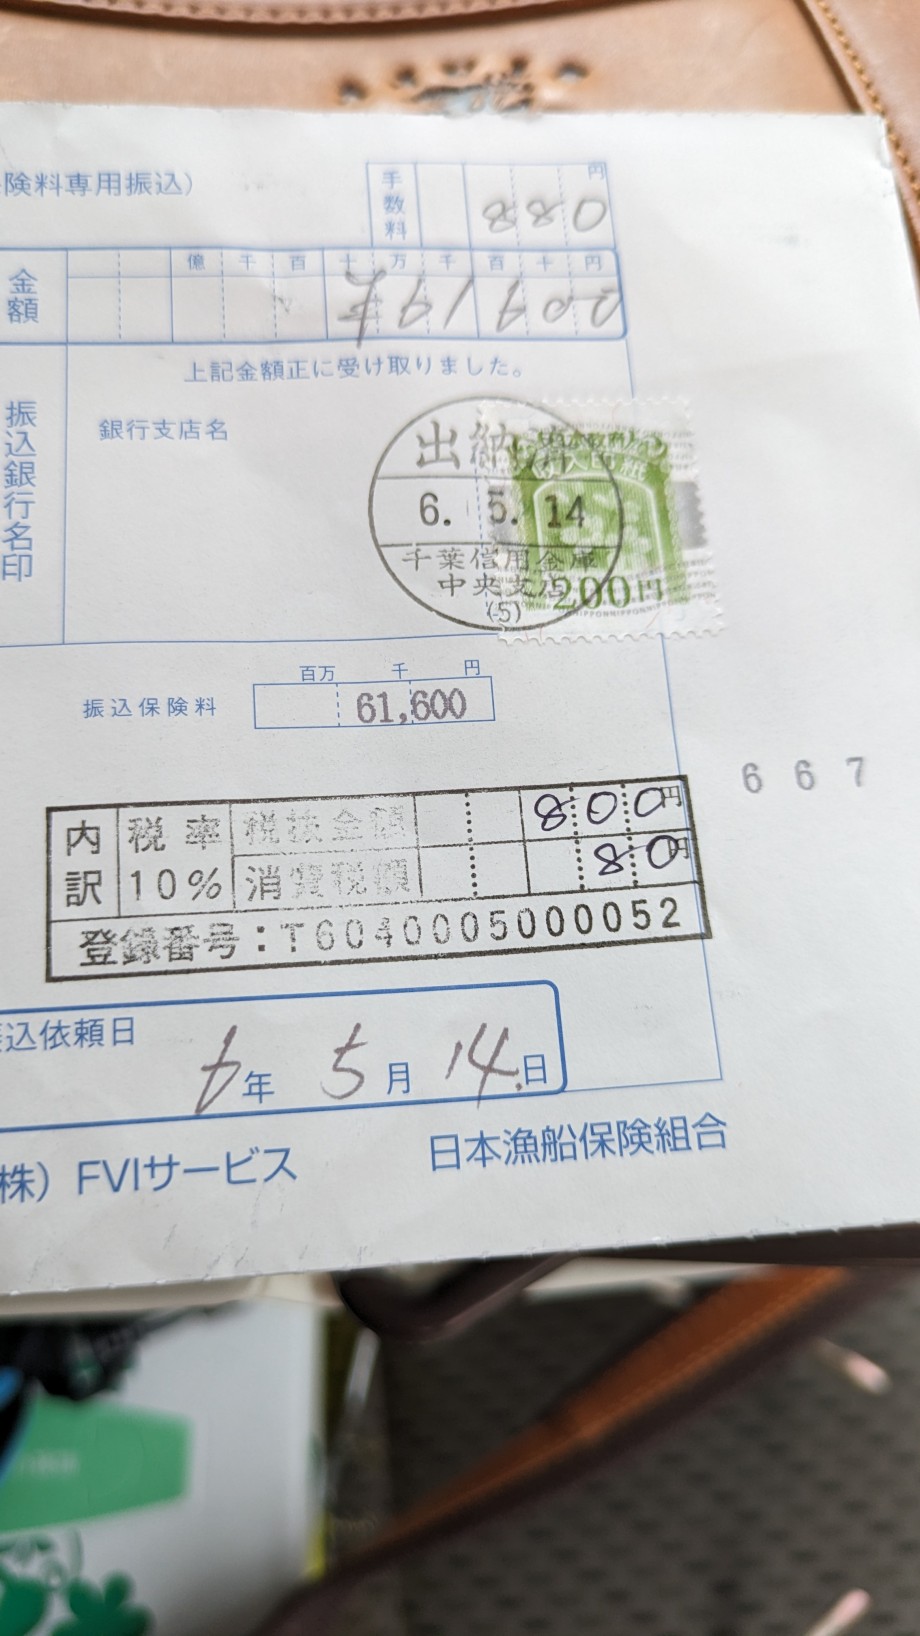 険料専用振込)
手数料 円
880
金額 億 千 百 十 万 千 百 十 円
上記金額正に受け取りました。
振込銀行名印
銀行支店名
出納
6. 5. 14
千葉信用金庫
中央支店
(5)
200円
百万 千 円
振込保険料 61,600
667
内訳 税率 10%
税抜金額 800円
消費税額 80円
登録番号:T6040005000052
込依頼日
6年 5月 14日
株)FVIサービス 日本漁船保険組合